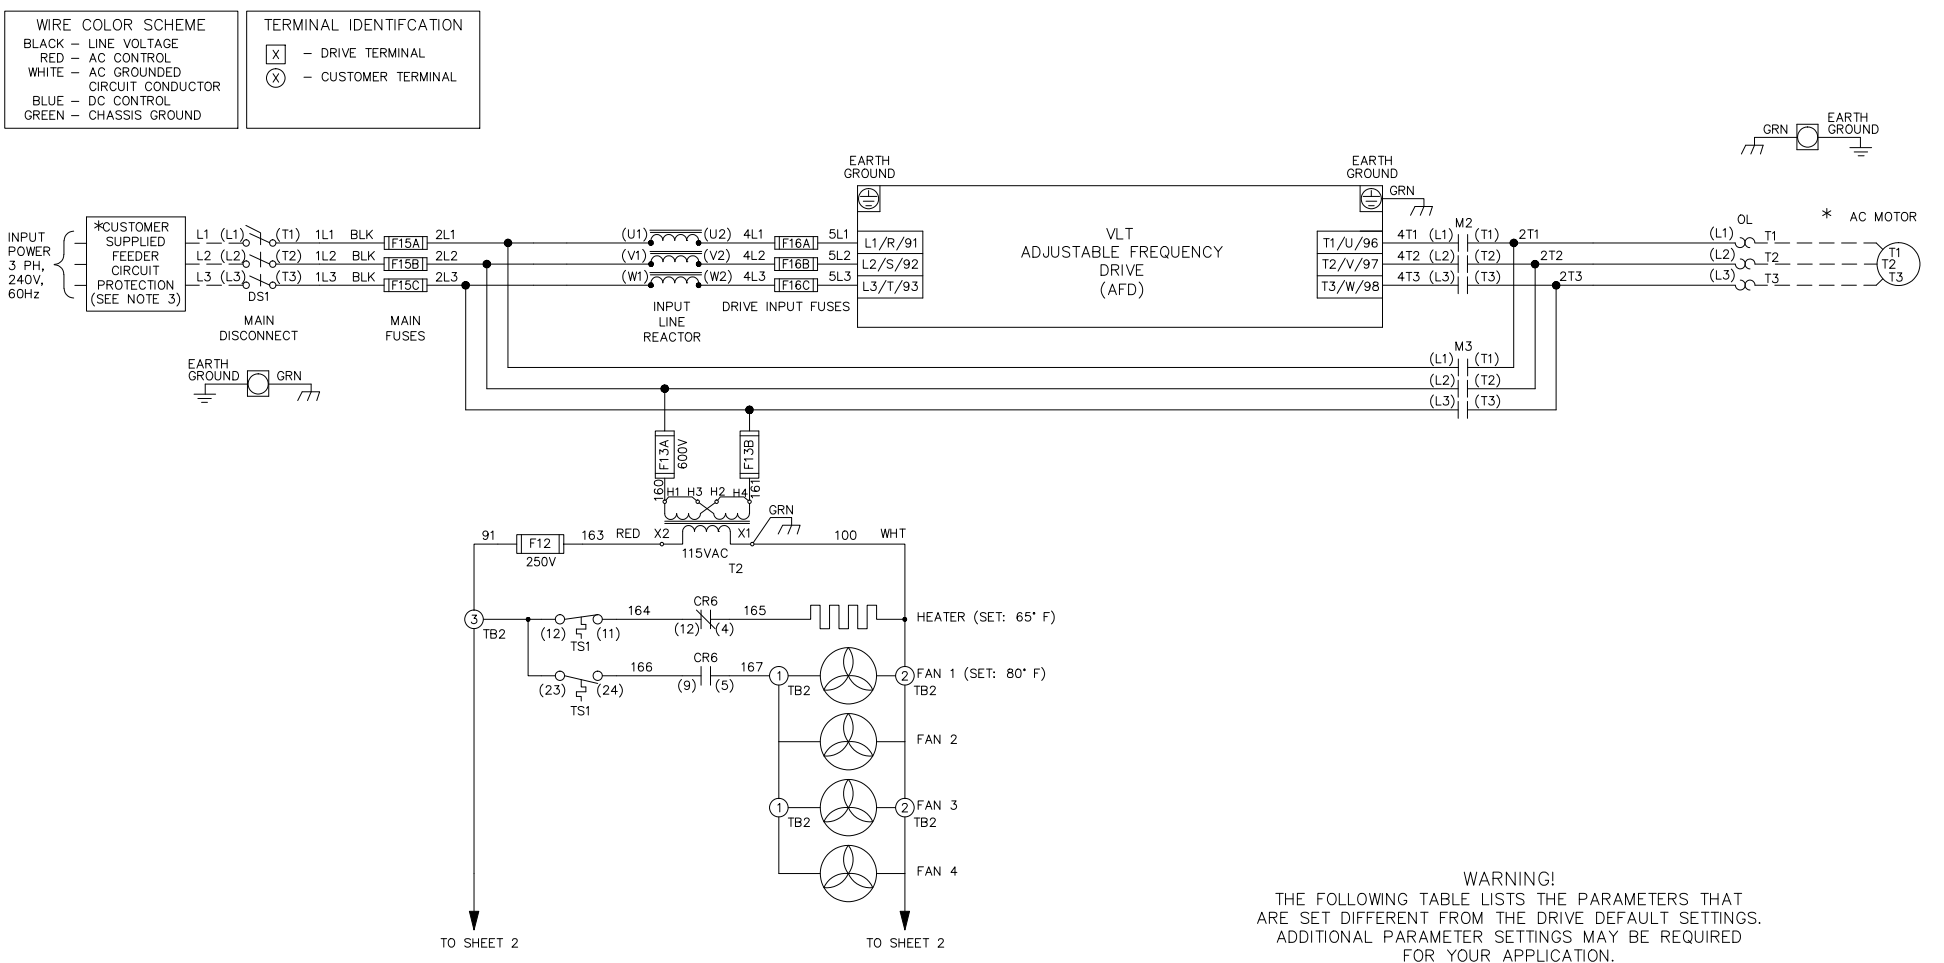 WIRE COLOR SCHEME
BLACK – LINE VOLTAGE
RED – AC CONTROL
WHITE – AC GROUNDED
CIRCUIT CONDUCTOR
BLUE – DC CONTROL
GREEN – CHASSIS GROUND
TERMINAL IDENTIFCATION
X – DRIVE TERMINAL
X – CUSTOMER TERMINAL
GRN
EARTH
GROUND
INPUT
POWER
3 PH,
240V,
60Hz
*CUSTOMER
SUPPLIED
FEEDER
CIRCUIT
PROTECTION
(SEE NOTE 3)
L1 (L1) (T1) 1L1 BLK F15A 2L1
L2 (L2) (T2) 1L2 BLK F15B 2L2
L3 (L3) (T3) 1L3 BLK F15C 2L3
DS1
MAIN
DISCONNECT
MAIN
FUSES
(U1) (U2) 4L1 F16A 5L1
(V1) (V2) 4L2 F16B 5L2
(W1) (W2) 4L3 F16C 5L3
INPUT
LINE
REACTOR
DRIVE INPUT FUSES
EARTH
GROUND
L1/R/91
L2/S/92
L3/T/93
VLT
ADJUSTABLE FREQUENCY
DRIVE
(AFD)
EARTH
GROUND
GRN
T1/U/96
T2/V/97
T3/W/98
M2
4T1 (L1) (T1) 2T1
4T2 (L2) (T2) 2T2
4T3 (L3) (T3) 2T3
OL
(L1) T1
(L2) T2
(L3) T3
* AC MOTOR
T1
T2
T3
EARTH
GROUND
GRN
M3
(L1) (T1)
(L2) (T2)
(L3) (T3)
F13A
600V
F13B
160
161
H1 H3 H2 H4
GRN
91 F12 163 RED X2 X1 100 WHT
250V
115VAC
T2
3
TB2
164 CR6 165
(12) (11) (12) (4)
TS1
HEATER (SET: 65° F)
166 CR6 167
(23) (24) (9) (5)
TS1
1
TB2
2
TB2
FAN 1 (SET: 80° F)
FAN 2
1
TB2
2
TB2
FAN 3
FAN 4
TO SHEET 2
TO SHEET 2
WARNING!
THE FOLLOWING TABLE LISTS THE PARAMETERS THAT
ARE SET DIFFERENT FROM THE DRIVE DEFAULT SETTINGS.
ADDITIONAL PARAMETER SETTINGS MAY BE REQUIRED
FOR YOUR APPLICATION.